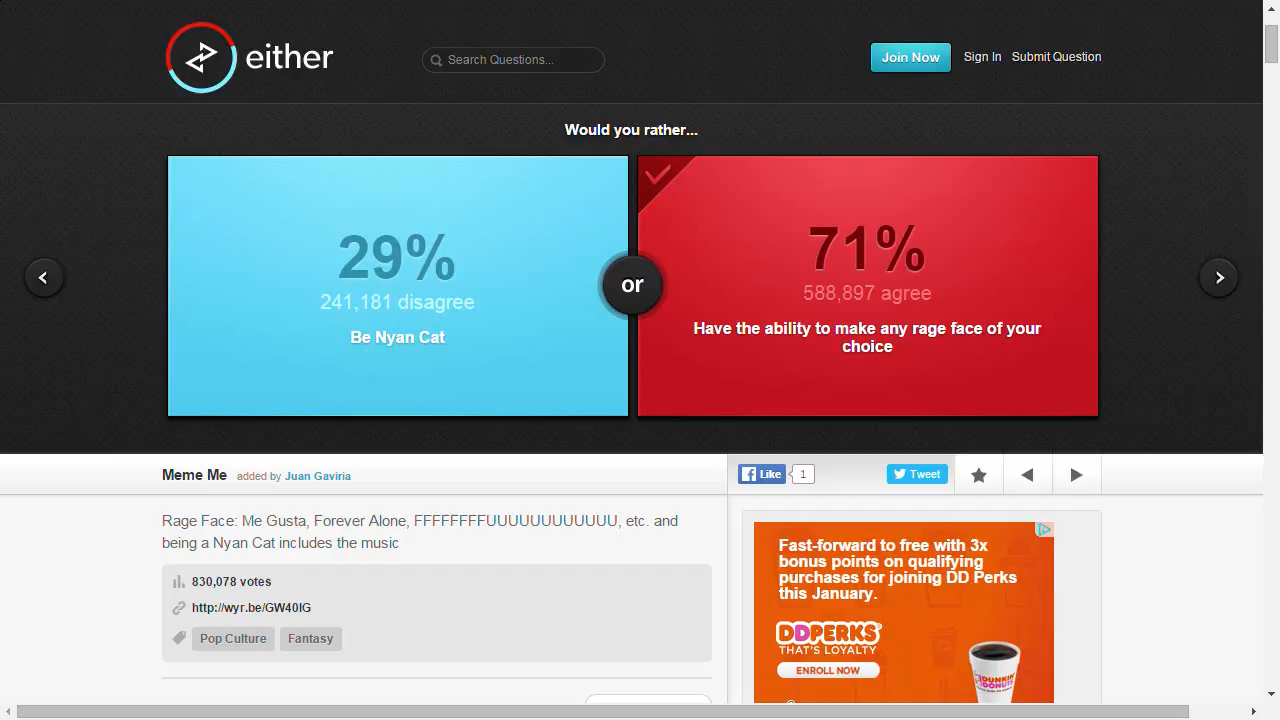 either
Search Questions...
Join Now
Sign In
Submit Question
Would you rather...
29%
241,181 disagree
Be Nyan Cat
or
71%
588,897 agree
Have the ability to make any rage face of your
choice
Meme Me added by Juan Gaviria
Like
1
Tweet
Rage Face: Me Gusta, Forever Alone, FFFFFFFFUUUUUUUUUUUU, etc. and
being a Nyan Cat includes the music
830,078 votes
http://wyr.be/GW40IG
Pop Culture
Fantasy
Fast-forward to free with 3x
bonus points on qualifying
purchases for joining DD Perks
this January.
DDPERKS
THAT'S LOYALTY
ENROLL NOW
DUNKIN'
DONUTS